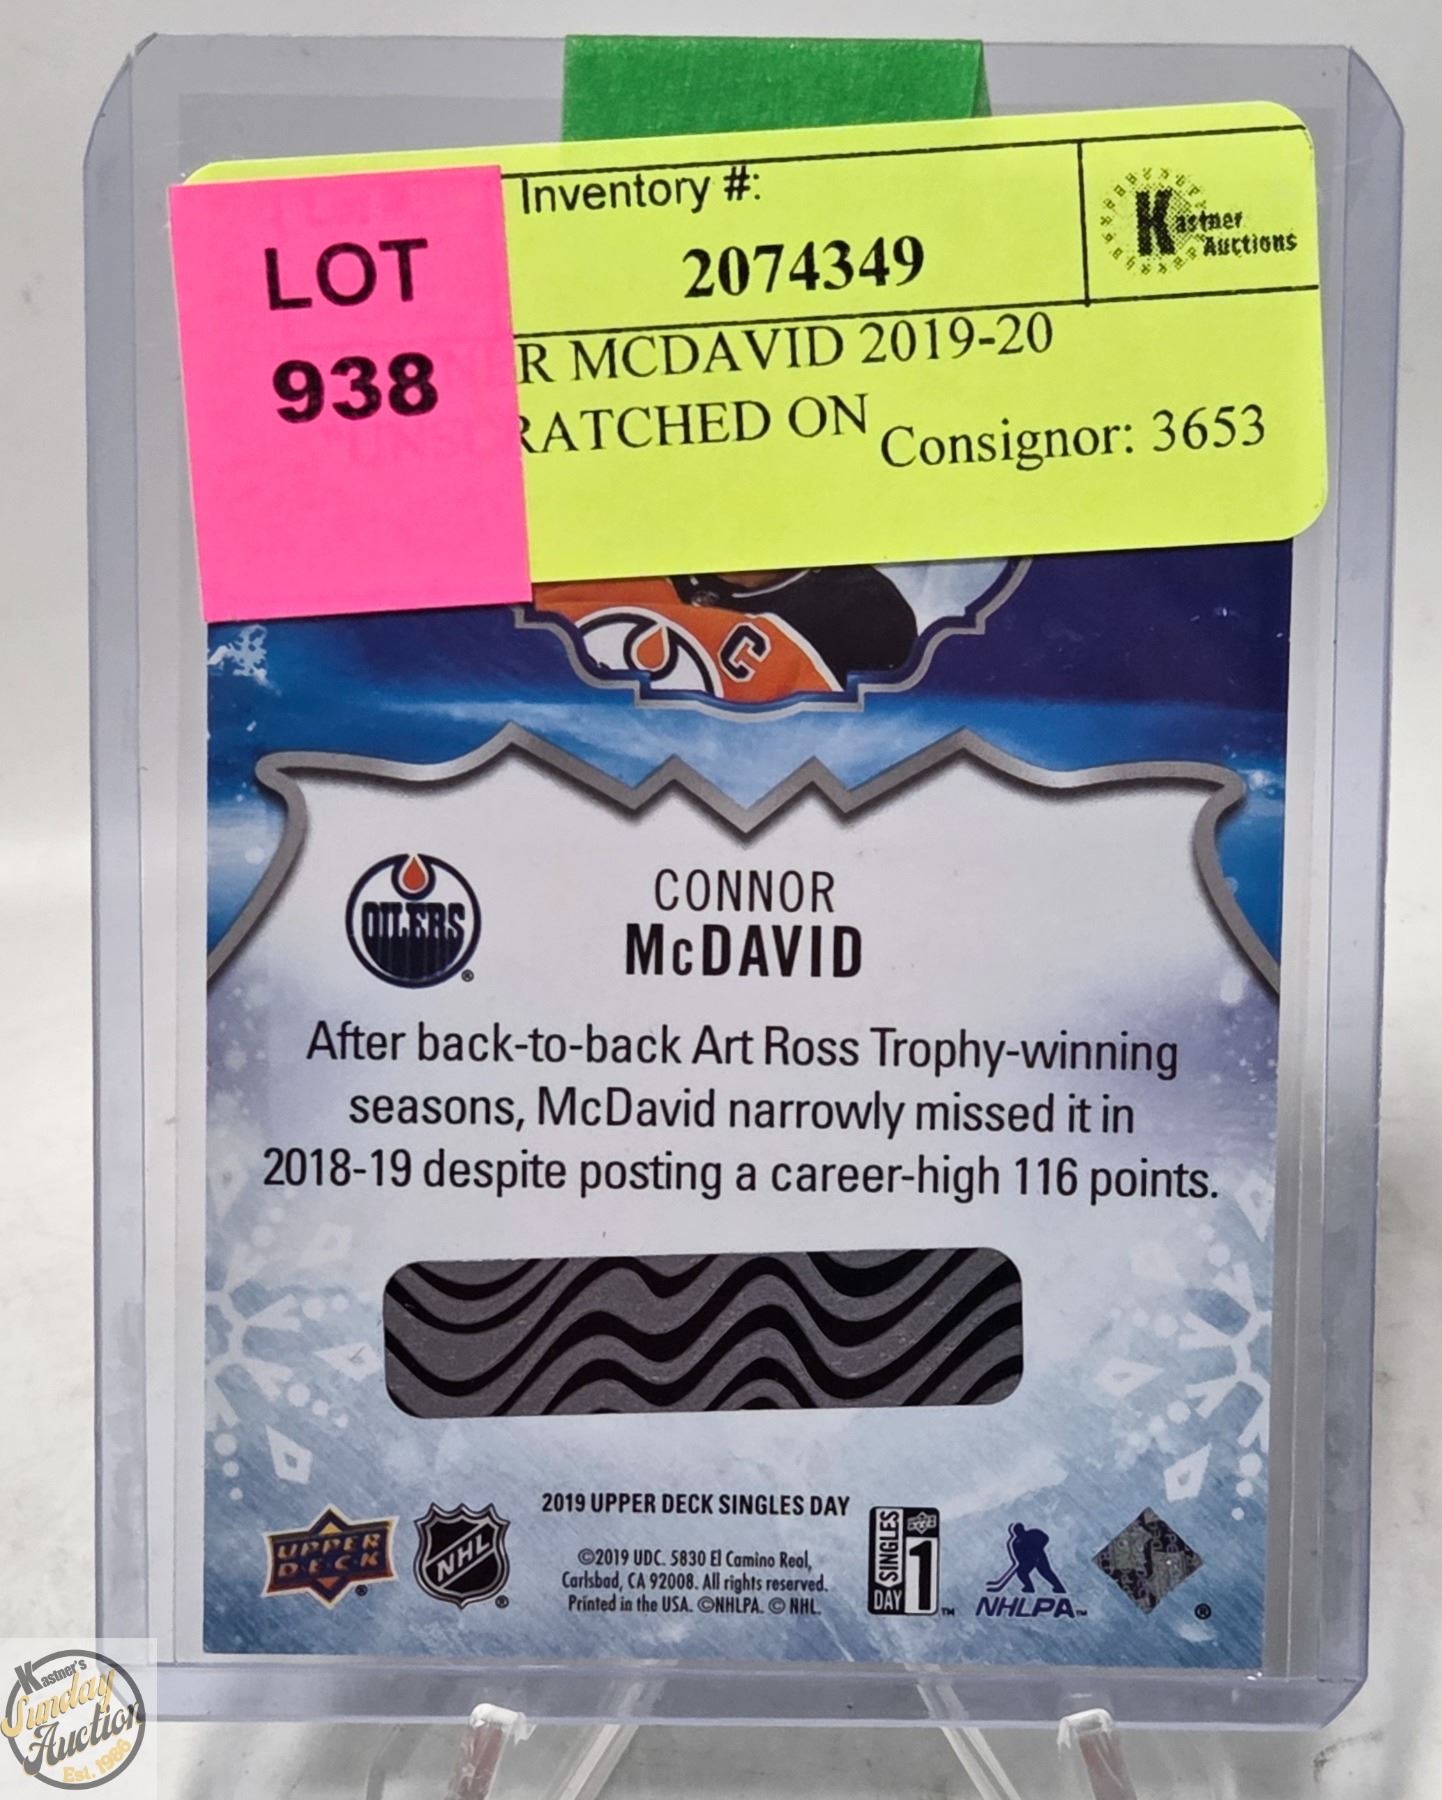 LOT
938
Inventory #:
2074349
Kastner
Auctions
R MCDAVID 2019-20
RATCHED ON
Consignor: 3653
C
OILERS
CONNOR
McDAVID
After back-to-back Art Ross Trophy-winning
seasons, McDavid narrowly missed it in
2018-19 despite posting a career-high 116 points.
2019 UPPER DECK SINGLES DAY
UPPER
DECK
NHL
©2019 UDC. 5830 El Camino Real,
Carlsbad, CA 92008. All rights reserved.
Printed in the USA. ©NHLPA. © NHL.
SINGLES
DAY
1
NHLPA
Kastner's
Sunday
Auction
Est. 1986